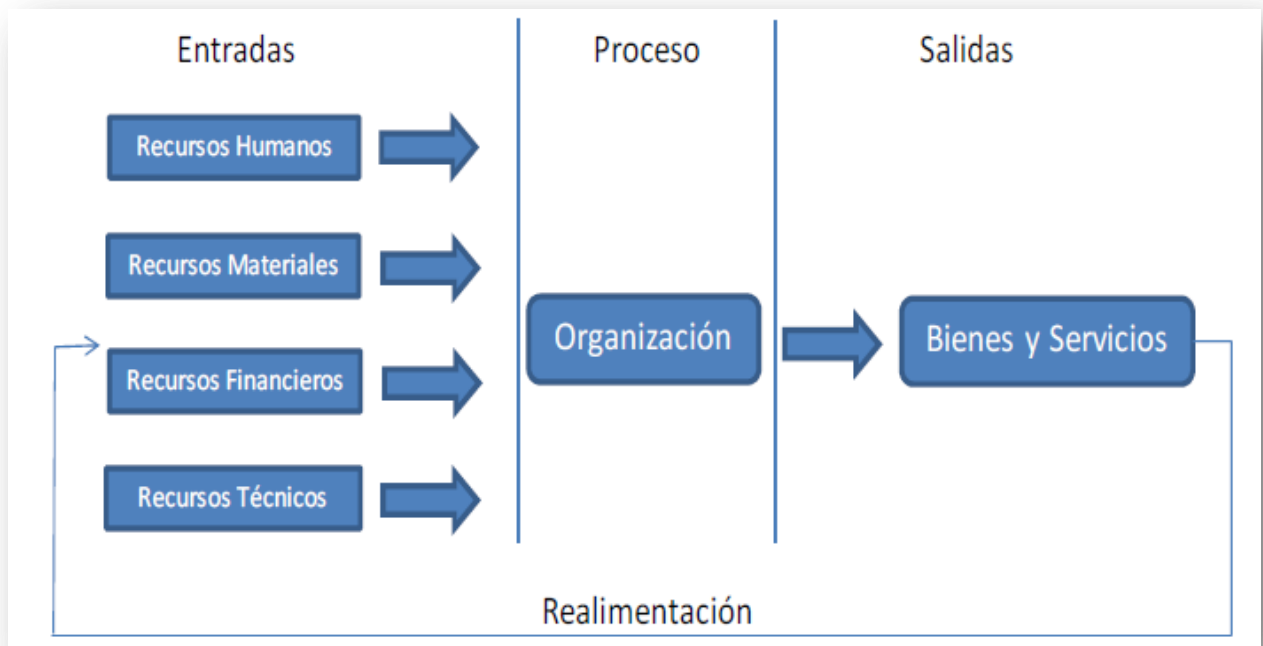 Entradas
Proceso
Salidas
Recursos Humanos
Recursos Materiales
Recursos Financieros
Recursos Técnicos
Organización
Bienes y Servicios
Realimentación